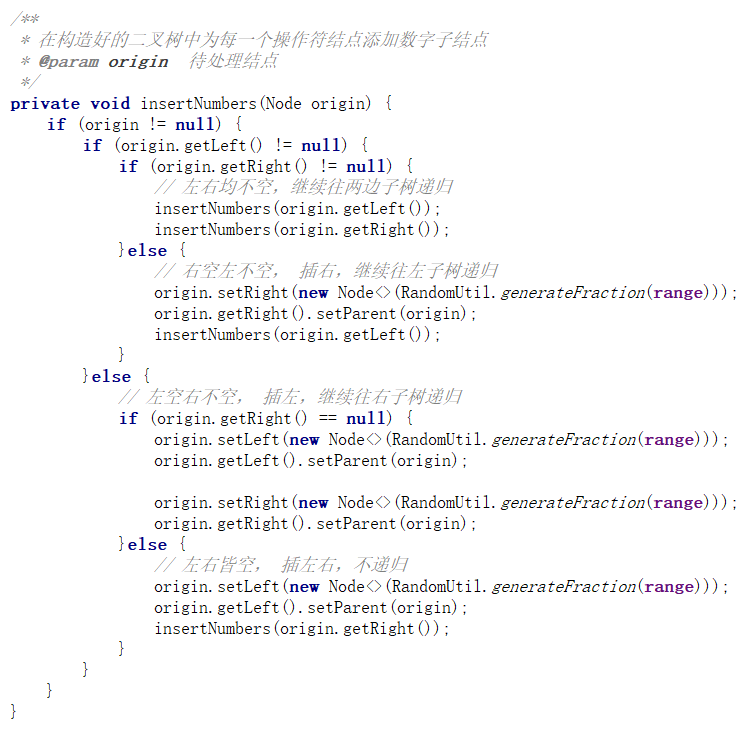 /**
 * 在构造好的二叉树中为每一个操作符结点添加数字子结点
 * @param origin  待处理结点
 */
private void insertNumbers(Node origin) {
    if (origin != null) {
        if (origin.getLeft() != null) {
            if (origin.getRight() != null) {
                // 左右均不空，继续往两边子树递归
                insertNumbers(origin.getLeft());
                insertNumbers(origin.getRight());
            }else {
                // 右空左不空， 插右，继续往左子树递归
                origin.setRight(new Node<>(RandomUtil.generateFraction(range)));
                origin.getRight().setParent(origin);
                insertNumbers(origin.getLeft());
            }
        }else {
            // 左空右不空， 插左，继续往右子树递归
            if (origin.getRight() == null) {
                origin.setLeft(new Node<>(RandomUtil.generateFraction(range)));
                origin.getLeft().setParent(origin);

                origin.setRight(new Node<>(RandomUtil.generateFraction(range)));
                origin.getRight().setParent(origin);
            }else {
                // 左右皆空， 插左右，不递归
                origin.setLeft(new Node<>(RandomUtil.generateFraction(range)));
                origin.getLeft().setParent(origin);
                insertNumbers(origin.getRight());
            }
        }
    }
}